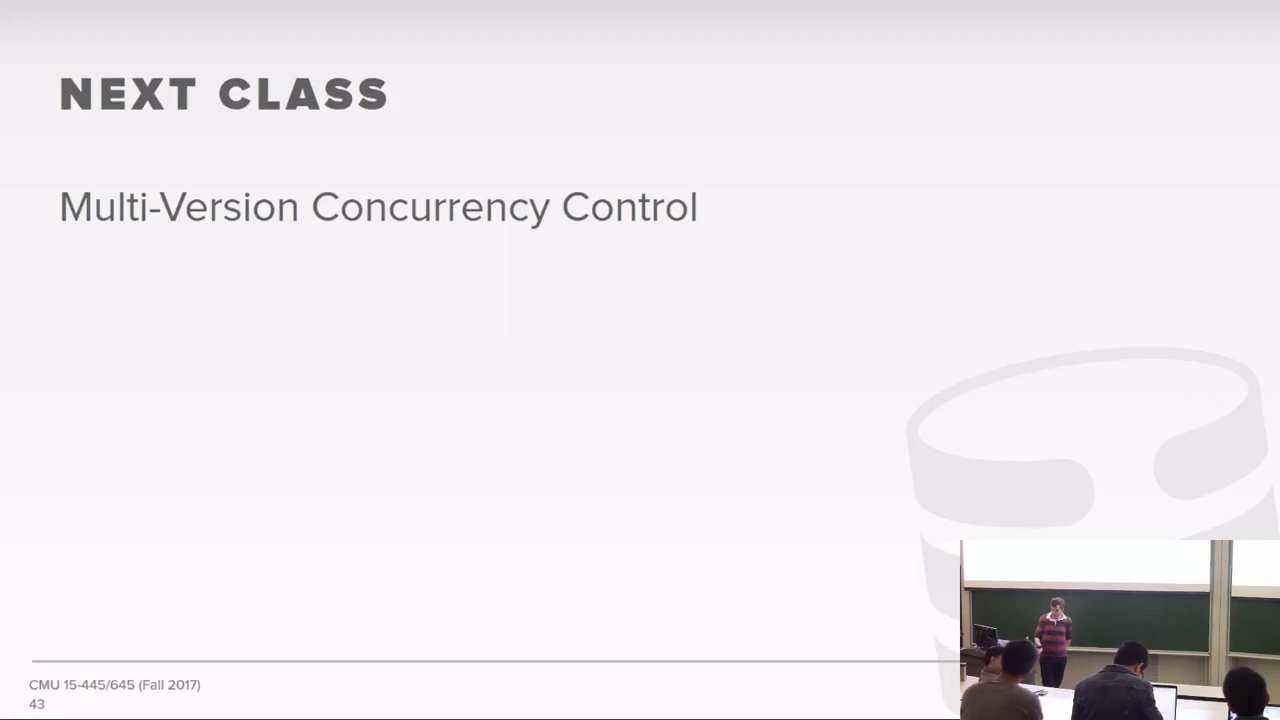 NEXT CLASS
Multi-Version Concurrency Control
CMU 15-445/645 (Fall 2017)
43